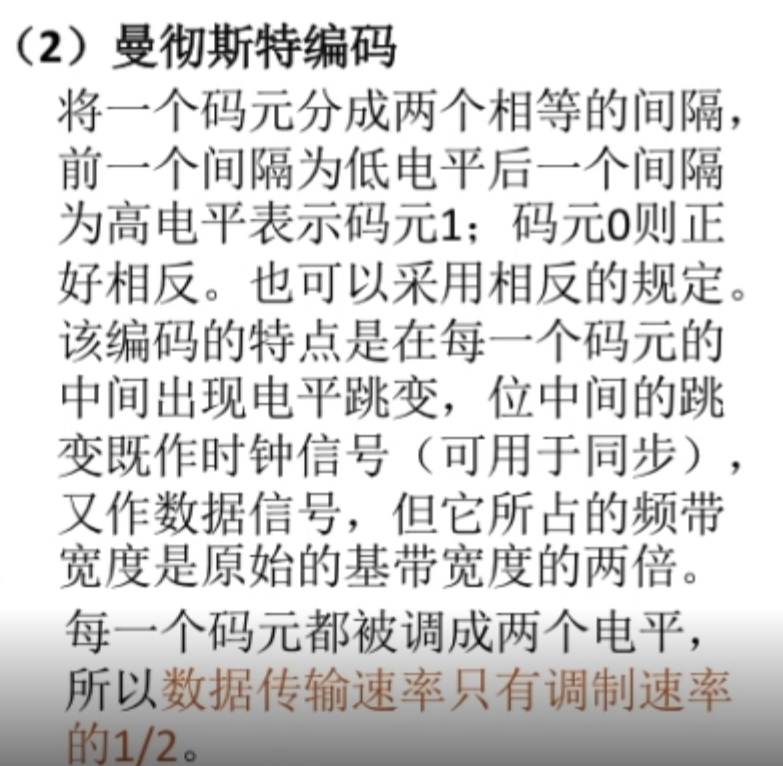 （2）曼彻斯特编码
将一个码元分成两个相等的间隔，
前一个间隔为低电平后一个间隔
为高电平表示码元1；码元0则正
好相反。也可以采用相反的规定。
该编码的特点是在每一个码元的
中间出现电平跳变，位中间的跳
变既作时钟信号（可用于同步），
又作数据信号，但它所占的频带
宽度是原始的基带宽度的两倍。
每一个码元都被调成两个电平，
所以数据传输速率只有调制速率
的1/2。